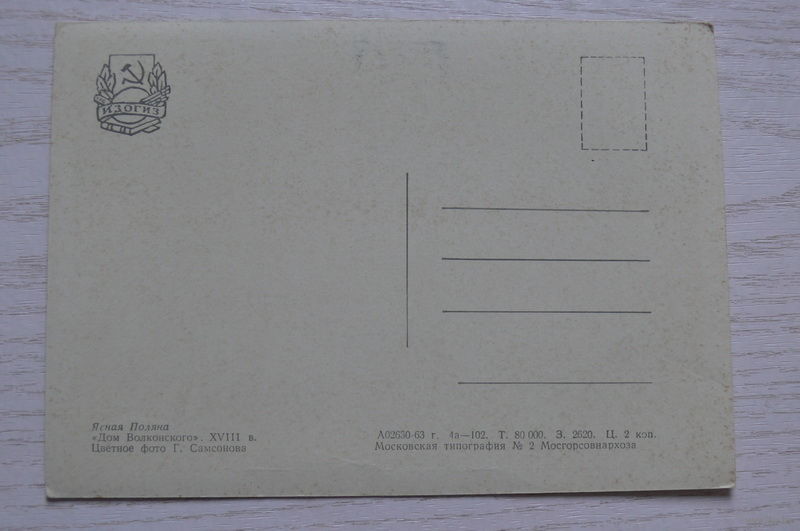 ИЗОГИЗ
Ясная Поляна
«Дом Волконского». XVIII в.
Цветное фото Г. Самсонова
А02630-63 г. 4а—102. Т. 80 000. З. 2620. Ц. 2 коп.
Московская типография № 2 Мосгорсовнархоза